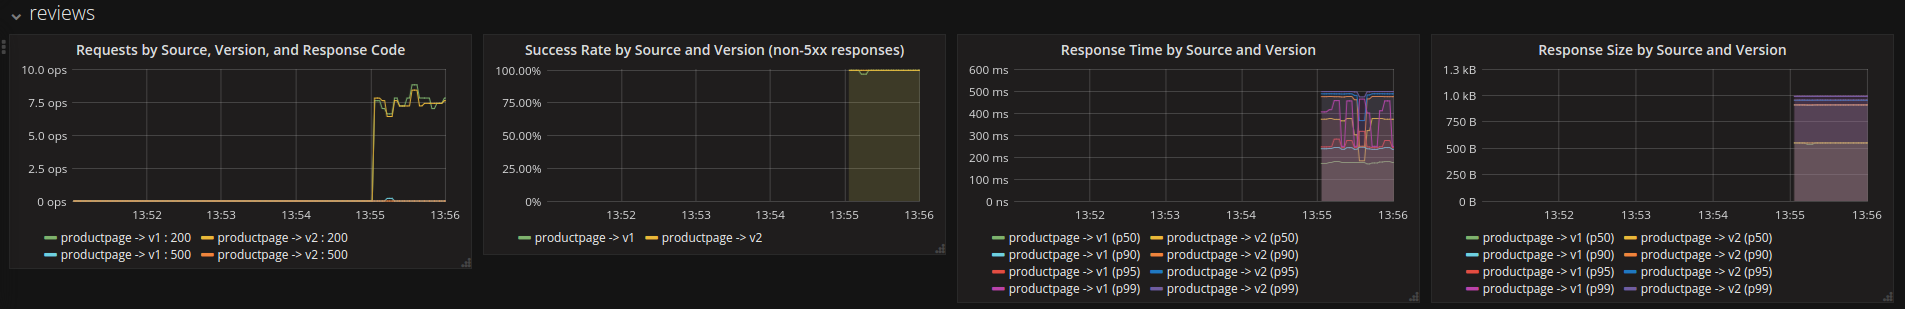 reviews
Requests by Source, Version, and Response Code
10.0 ops
7.5 ops
5.0 ops
2.5 ops
0 ops
13:52 13:53 13:54 13:55 13:56
productpage -> v1 : 200 productpage -> v2 : 200
productpage -> v1 : 500 productpage -> v2 : 500
Success Rate by Source and Version (non-5xx responses)
100.00%
75.00%
50.00%
25.00%
0%
13:52 13:53 13:54 13:55 13:56
productpage -> v1 productpage -> v2
Response Time by Source and Version
600 ms
500 ms
400 ms
300 ms
200 ms
100 ms
0 ns
13:52 13:53 13:54 13:55 13:56
productpage -> v1 (p50) productpage -> v2 (p50)
productpage -> v1 (p90) productpage -> v2 (p90)
productpage -> v1 (p95) productpage -> v2 (p95)
productpage -> v1 (p99) productpage -> v2 (p99)
Response Size by Source and Version
1.3 kB
1.0 kB
750 B
500 B
250 B
0 B
13:52 13:53 13:54 13:55 13:56
productpage -> v1 (p50) productpage -> v2 (p50)
productpage -> v1 (p90) productpage -> v2 (p90)
productpage -> v1 (p95) productpage -> v2 (p95)
productpage -> v1 (p99) productpage -> v2 (p99)